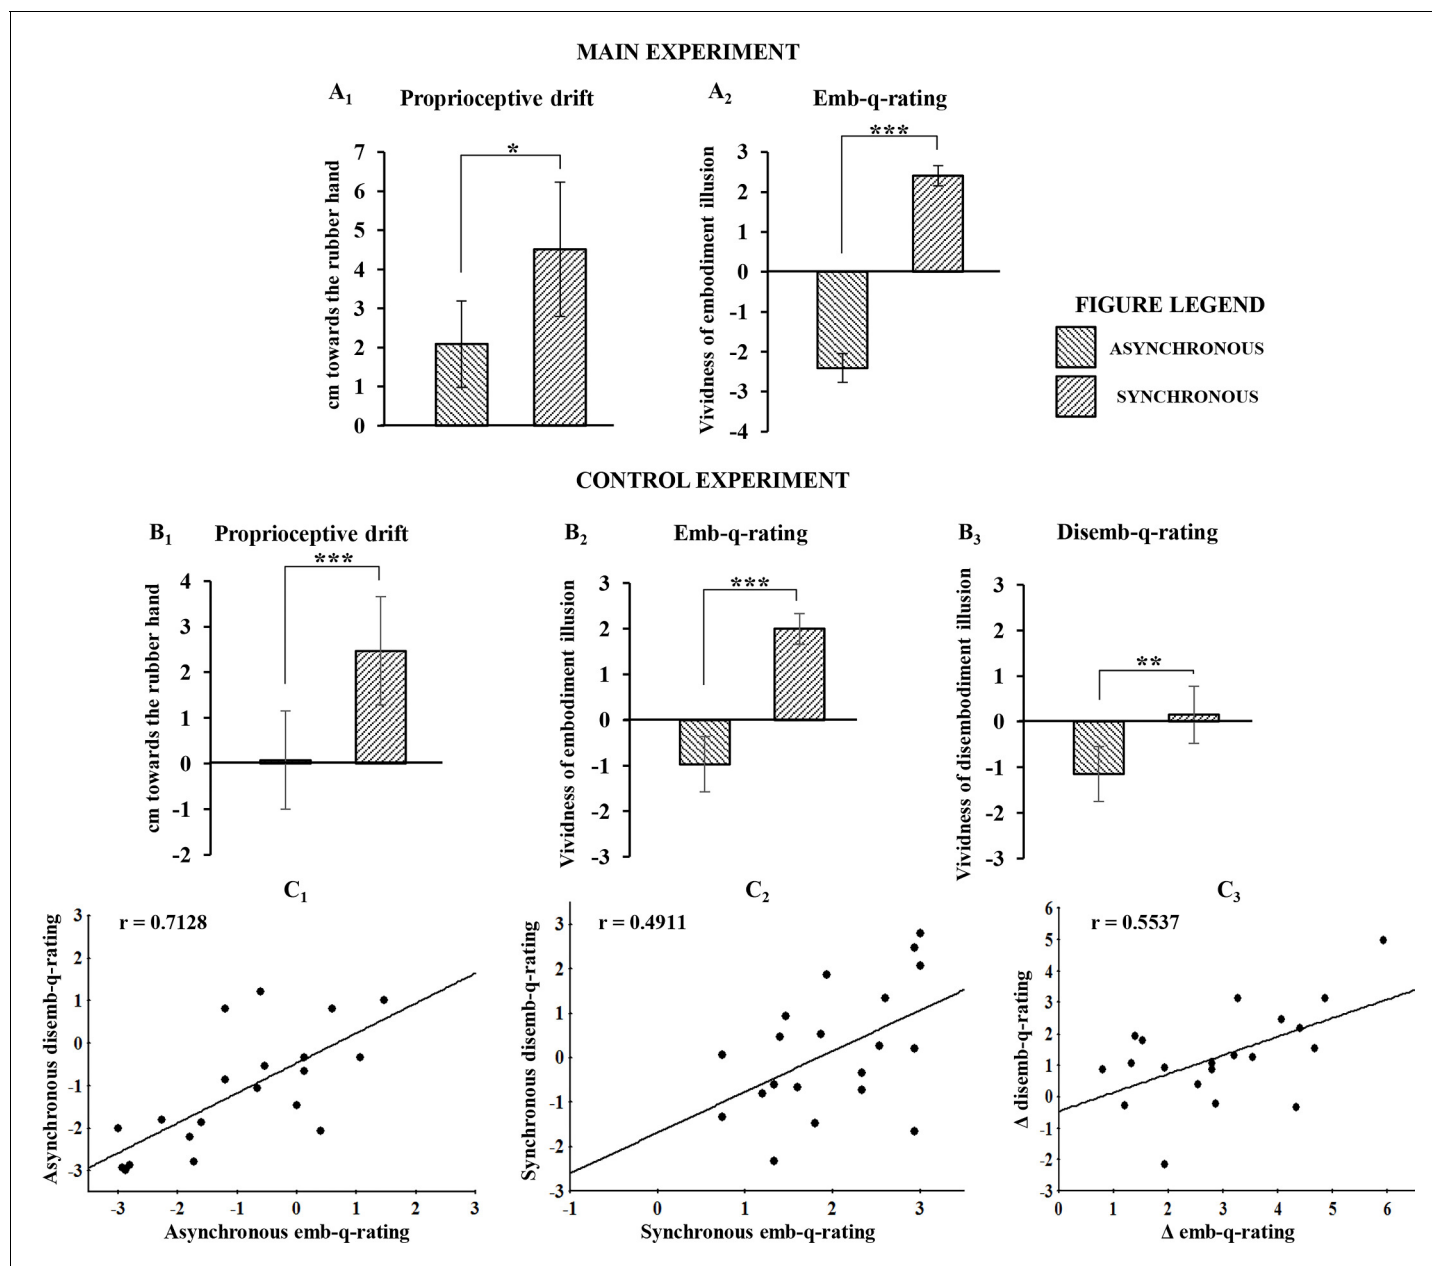 MAIN EXPERIMENT
A1 Proprioceptive drift
*
cm towards the rubber hand
7
6
5
4
3
2
1
0
A2 Emb-q-rating
***
Vividness of embodiment illusion
3
2
1
0
-1
-2
-3
-4
FIGURE LEGEND
ASYNCHRONOUS
SYNCHRONOUS
CONTROL EXPERIMENT
B1 Proprioceptive drift
***
cm towards the rubber hand
4
3
2
1
0
-1
-2
B2 Emb-q-rating
***
Vividness of embodiment illusion
3
2
1
0
-1
-2
-3
B3 Disemb-q-rating
**
Vividness of disembodiment illusion
3
2
1
0
-1
-2
-3
C1
r = 0.7128
Asynchronous disemb-q-rating
3
2
1
0
-1
-2
-3
-3 -2 -1 0 1 2 3
Asynchronous emb-q-rating
C2
r = 0.4911
Synchronous disemb-q-rating
3
2
1
0
-1
-2
-3
-1 0 1 2 3
Synchronous emb-q-rating
C3
r = 0.5537
Δ disemb-q-rating
6
5
4
3
2
1
0
-1
-2
-3
0 1 2 3 4 5 6
Δ emb-q-rating